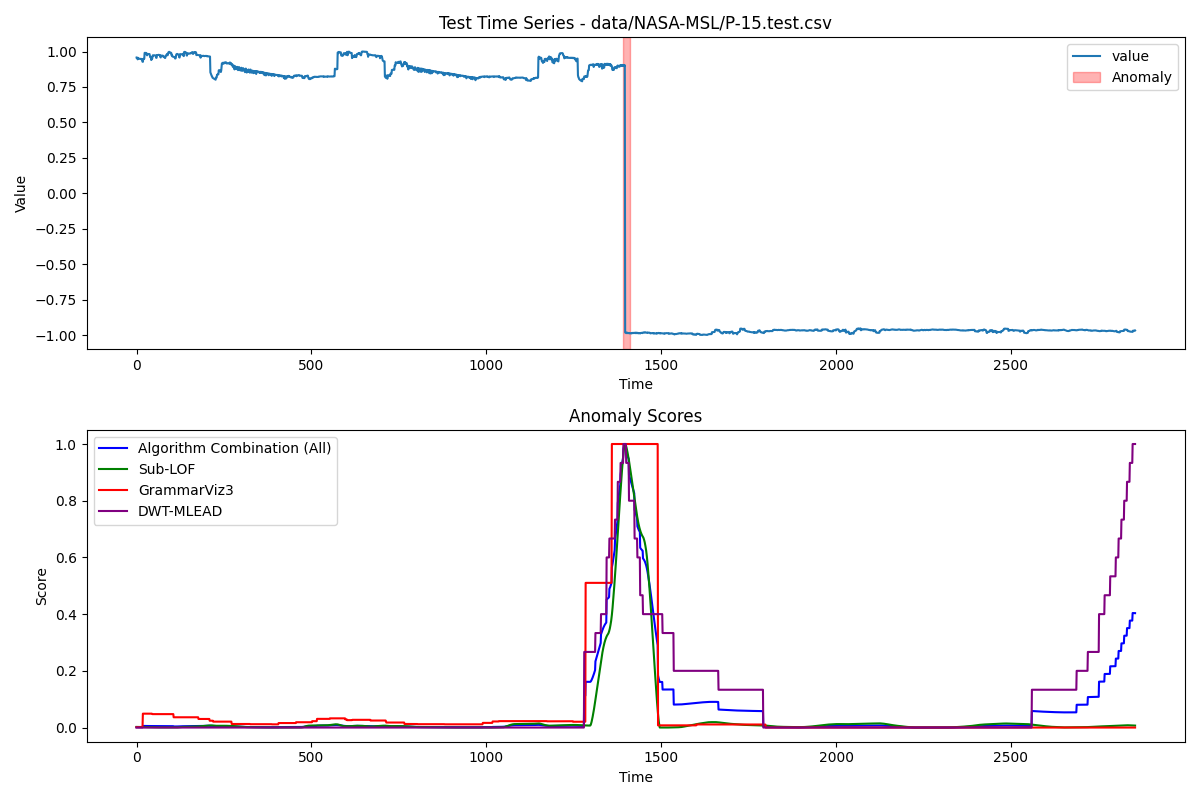 Test Time Series - data/NASA-MSL/P-15.test.csv
1.00
0.75
0.50
0.25
0.00
−0.25
−0.50
−0.75
−1.00
Value
value
Anomaly
0 500 1000 1500 2000 2500
Time
Anomaly Scores
1.0
0.8
0.6
0.4
0.2
0.0
Score
Algorithm Combination (All)
Sub-LOF
GrammarViz3
DWT-MLEAD
0 500 1000 1500 2000 2500
Time